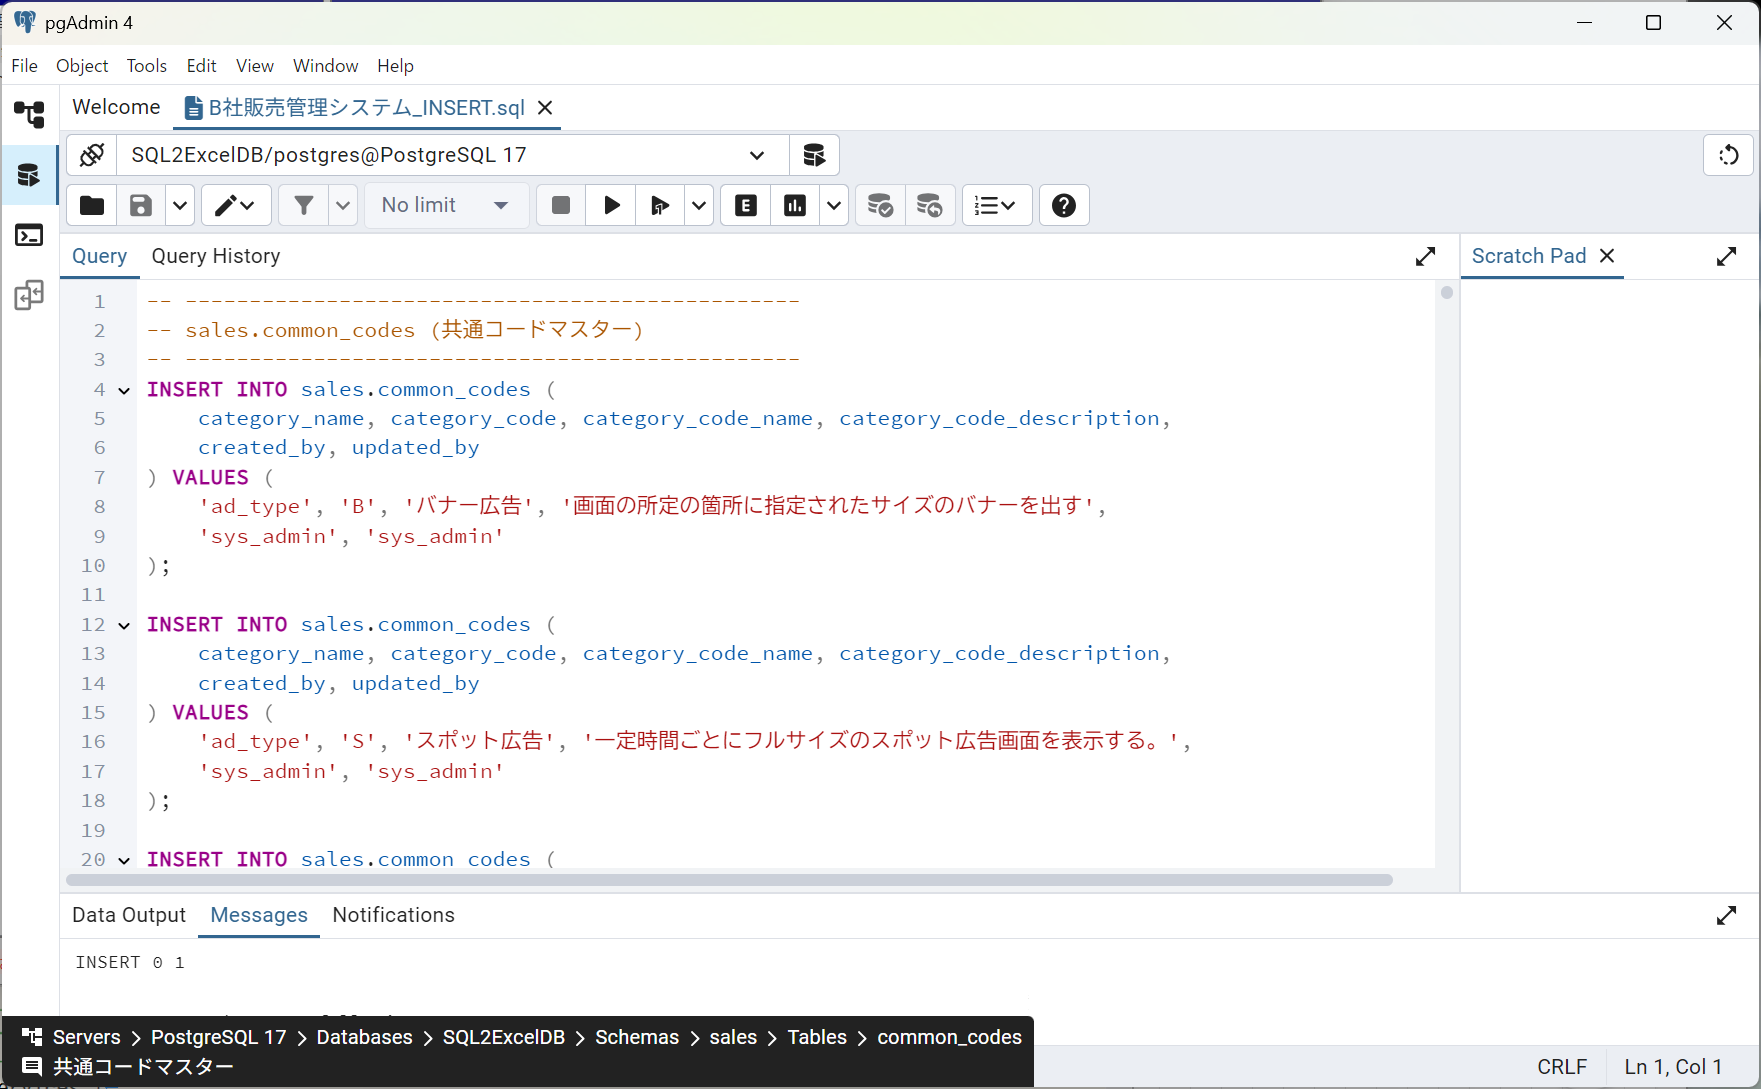 pgAdmin 4
File Object Tools Edit View Window Help
Welcome B社販売管理システム_INSERT.sql
SQL2ExcelDB/postgres@PostgreSQL 17
No limit
Query Query History
Scratch Pad
1 -- ------------------------------------------------
2 -- sales.common_codes (共通コードマスター)
3 -- ------------------------------------------------
4 INSERT INTO sales.common_codes (
5 category_name, category_code, category_code_name, category_code_description,
6 created_by, updated_by
7 ) VALUES (
8 'ad_type', 'B', 'バナー広告', '画面の所定の箇所に指定されたサイズのバナーを出す',
9 'sys_admin', 'sys_admin'
10 );
11
12 INSERT INTO sales.common_codes (
13 category_name, category_code, category_code_name, category_code_description,
14 created_by, updated_by
15 ) VALUES (
16 'ad_type', 'S', 'スポット広告', '一定時間ごとにフルサイズのスポット広告画面を表示する。',
17 'sys_admin', 'sys_admin'
18 );
19
20 INSERT INTO sales.common_codes (
Data Output Messages Notifications
INSERT 0 1
Servers > PostgreSQL 17 > Databases > SQL2ExcelDB > Schemas > sales > Tables > common_codes
共通コードマスター
CRLF Ln 1, Col 1